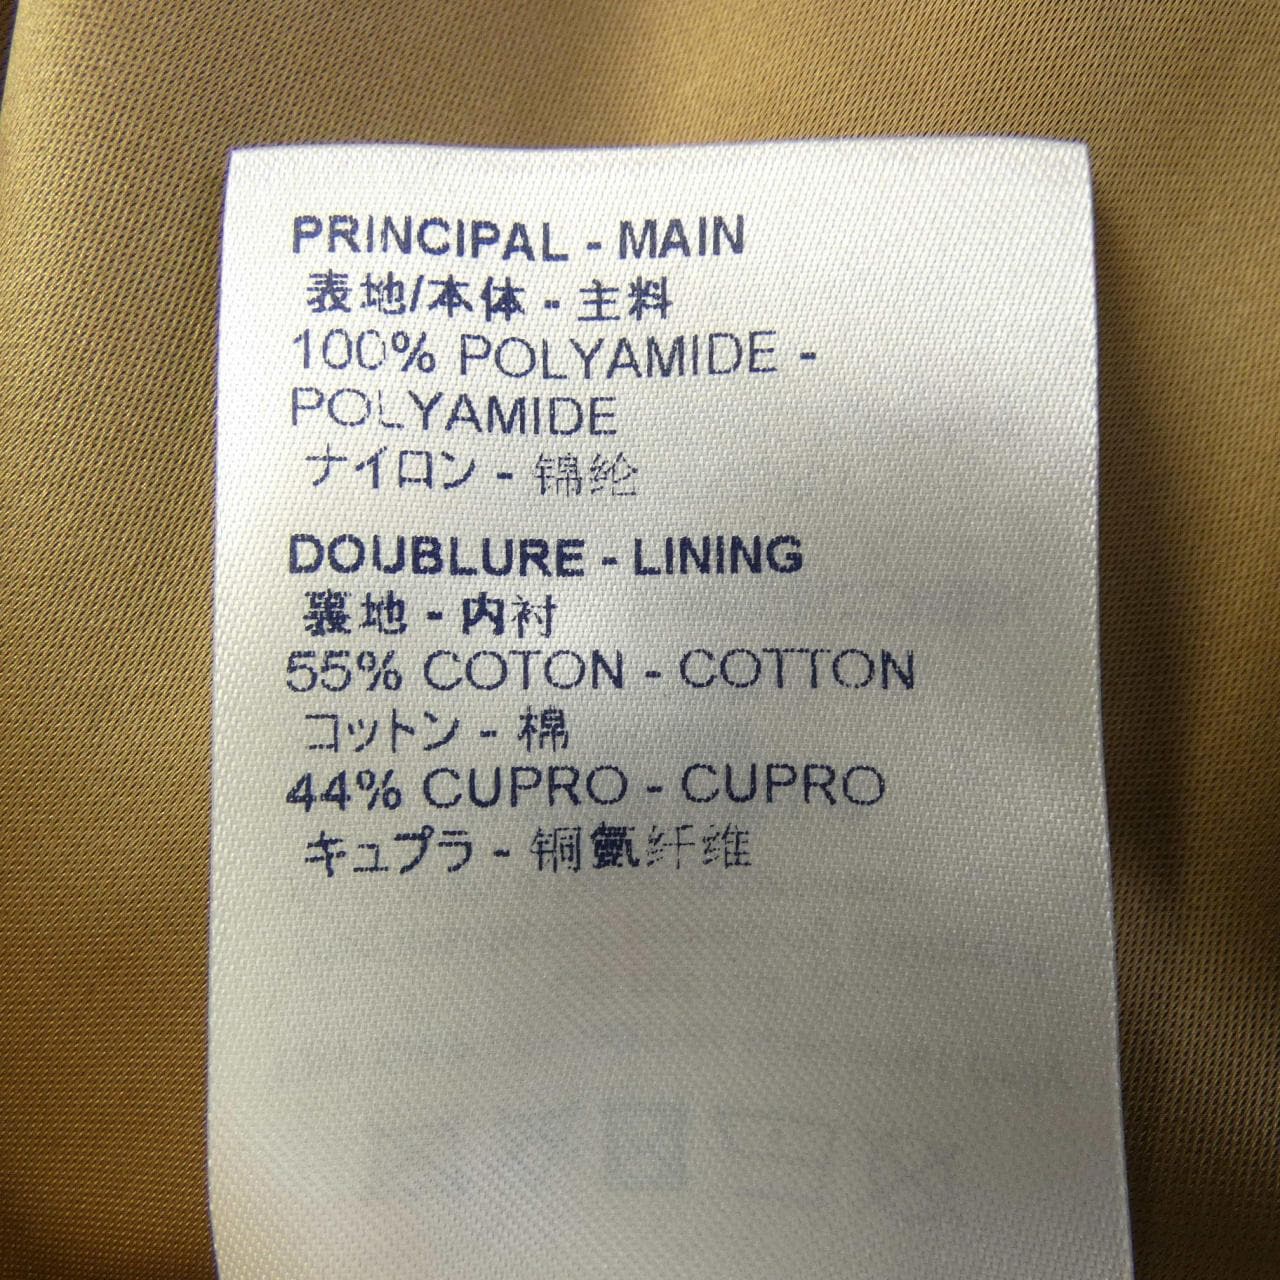 PRINCIPAL - MAIN
表地/本体 - 主料
100% POLYAMIDE -
POLYAMIDE
ナイロン - 锦纶
DOUBLURE - LINING
裏地 - 内衬
55% COTON - COTTON
コットン - 棉
44% CUPRO - CUPRO
キュプラ - 铜氨纤维